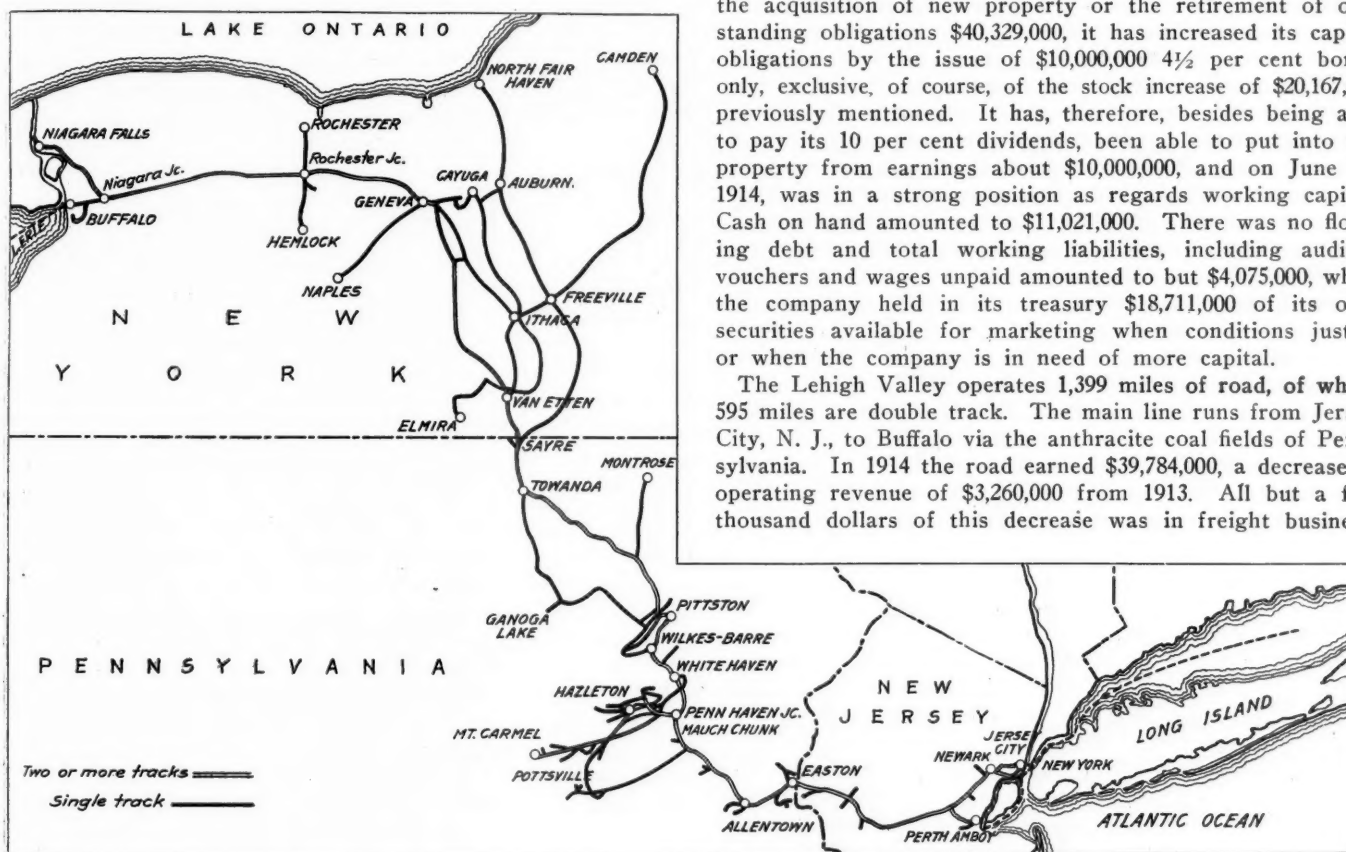 LAKE ONTARIO
CAMDEN
NORTH FAIR
HAVEN
NIAGARA FALLS
ROCHESTER
Rochester Jc.
Niagara Jc.
CAYUGA
AUBURN.
GENEVA
BUFFALO
L. ERIE
HEMLOCK
NAPLES
FREEVILLE
ITHAGA
N E W
Y O R K
VAN ETTEN
ELMIRA
SAYRE
MONTROSE
TOWANDA
GANOGA
LAKE
PITTSTON
WILKES-BARRE
WHITE HAVEN
PENNSYLVANIA
HAZLETON
PENN HAVEN JC.
MAUCH CHUNK
MT. CARMEL
POTTSVILLE
NEW
JERSEY
JERSEY
CITY
NEWARK
NEW YORK
LONG ISLAND
EASTON
ALLENTOWN
PERTH AMBOY
ATLANTIC OCEAN
Two or more tracks
Single track
the acquisition of new property or the retirement of
standing obligations $40,329,000, it has increased its
obligations by the issue of $10,000,000 4½ per cent
only, exclusive, of course, of the stock increase of $20,167,
previously mentioned. It has, therefore, besides being
to pay its 10 per cent dividends, been able to put into
property from earnings about $10,000,000, and on June
1914, was in a strong position as regards working
Cash on hand amounted to $11,021,000. There was no
ing debt and total working liabilities, including
vouchers and wages unpaid amounted to but $4,075,000,
the company held in its treasury $18,711,000 of its
securities available for marketing when conditions
or when the company is in need of more capital.
The Lehigh Valley operates 1,399 miles of road, of
595 miles are double track. The main line runs from
City, N. J., to Buffalo via the anthracite coal fields of
sylvania. In 1914 the road earned $39,784,000, a decrease
operating revenue of $3,260,000 from 1913. All but a
thousand dollars of this decrease was in freight